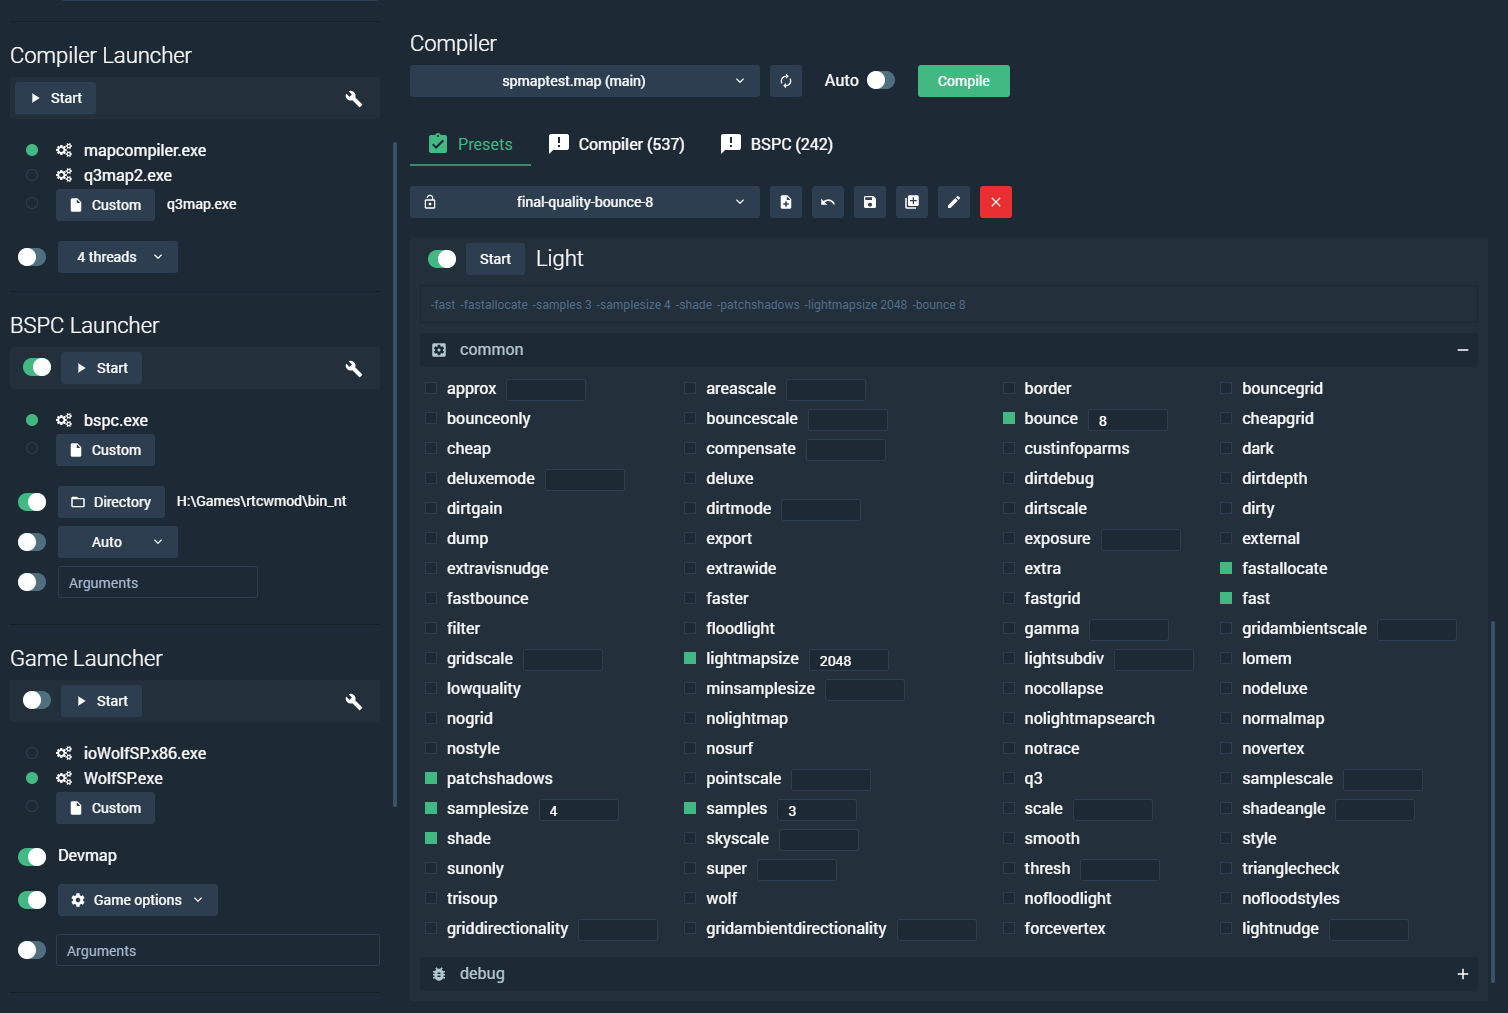 Compiler Launcher
Start
mapcompiler.exe
q3map2.exe
Custom q3map.exe
4 threads
BSPC Launcher
Start
bspc.exe
Custom
Directory H:\Games\rtcwmod\bin_nt
Auto
Arguments
Game Launcher
Start
ioWolfSP.x86.exe
WolfSP.exe
Custom
Devmap
Game options
Arguments
Compiler
spmaptest.map (main) Auto Compile
Presets Compiler (537) BSPC (242)
final-quality-bounce-8
Start Light
-fast -fastallocate -samples 3 -samplesize 4 -shade -patchshadows -lightmapsize 2048 -bounce 8
common
approx areascale border bouncegrid
bounceonly bouncescale bounce 8 cheapgrid
cheap compensate custinfoparms dark
deluxemode deluxe dirtdebug dirtdepth
dirtgain dirtmode dirtscale dirty
dump export exposure external
extravisnudge extrawide extra fastallocate
fastbounce faster fastgrid fast
filter floodlight gamma gridambientscale
gridscale lightmapsize 2048 lightsubdiv lomem
lowquality minsamplesize nocollapse nodeluxe
nogrid nolightmap nolightmapsearch normalmap
nostyle nosurf notrace novertex
patchshadows pointscale q3 samplescale
samplesize 4 samples 3 scale shadeangle
shade skyscale smooth style
sunonly super thresh trianglecheck
trisoup wolf nofloodlight nofloodstyles
griddirectionality gridambientdirectionality forcevertex lightnudge
debug